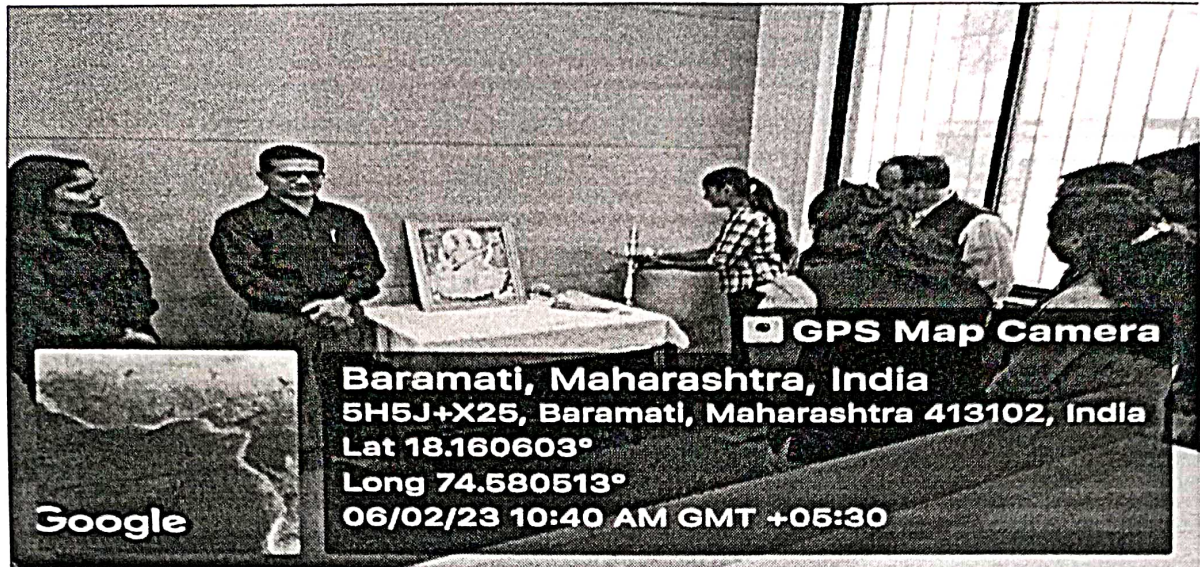 GPS Map Camera
Baramati, Maharashtra, India
5H5J+X25, Baramati, Maharashtra 413102, India
Lat 18.160603°
Long 74.580513°
06/02/23 10:40 AM GMT +05:30
Google